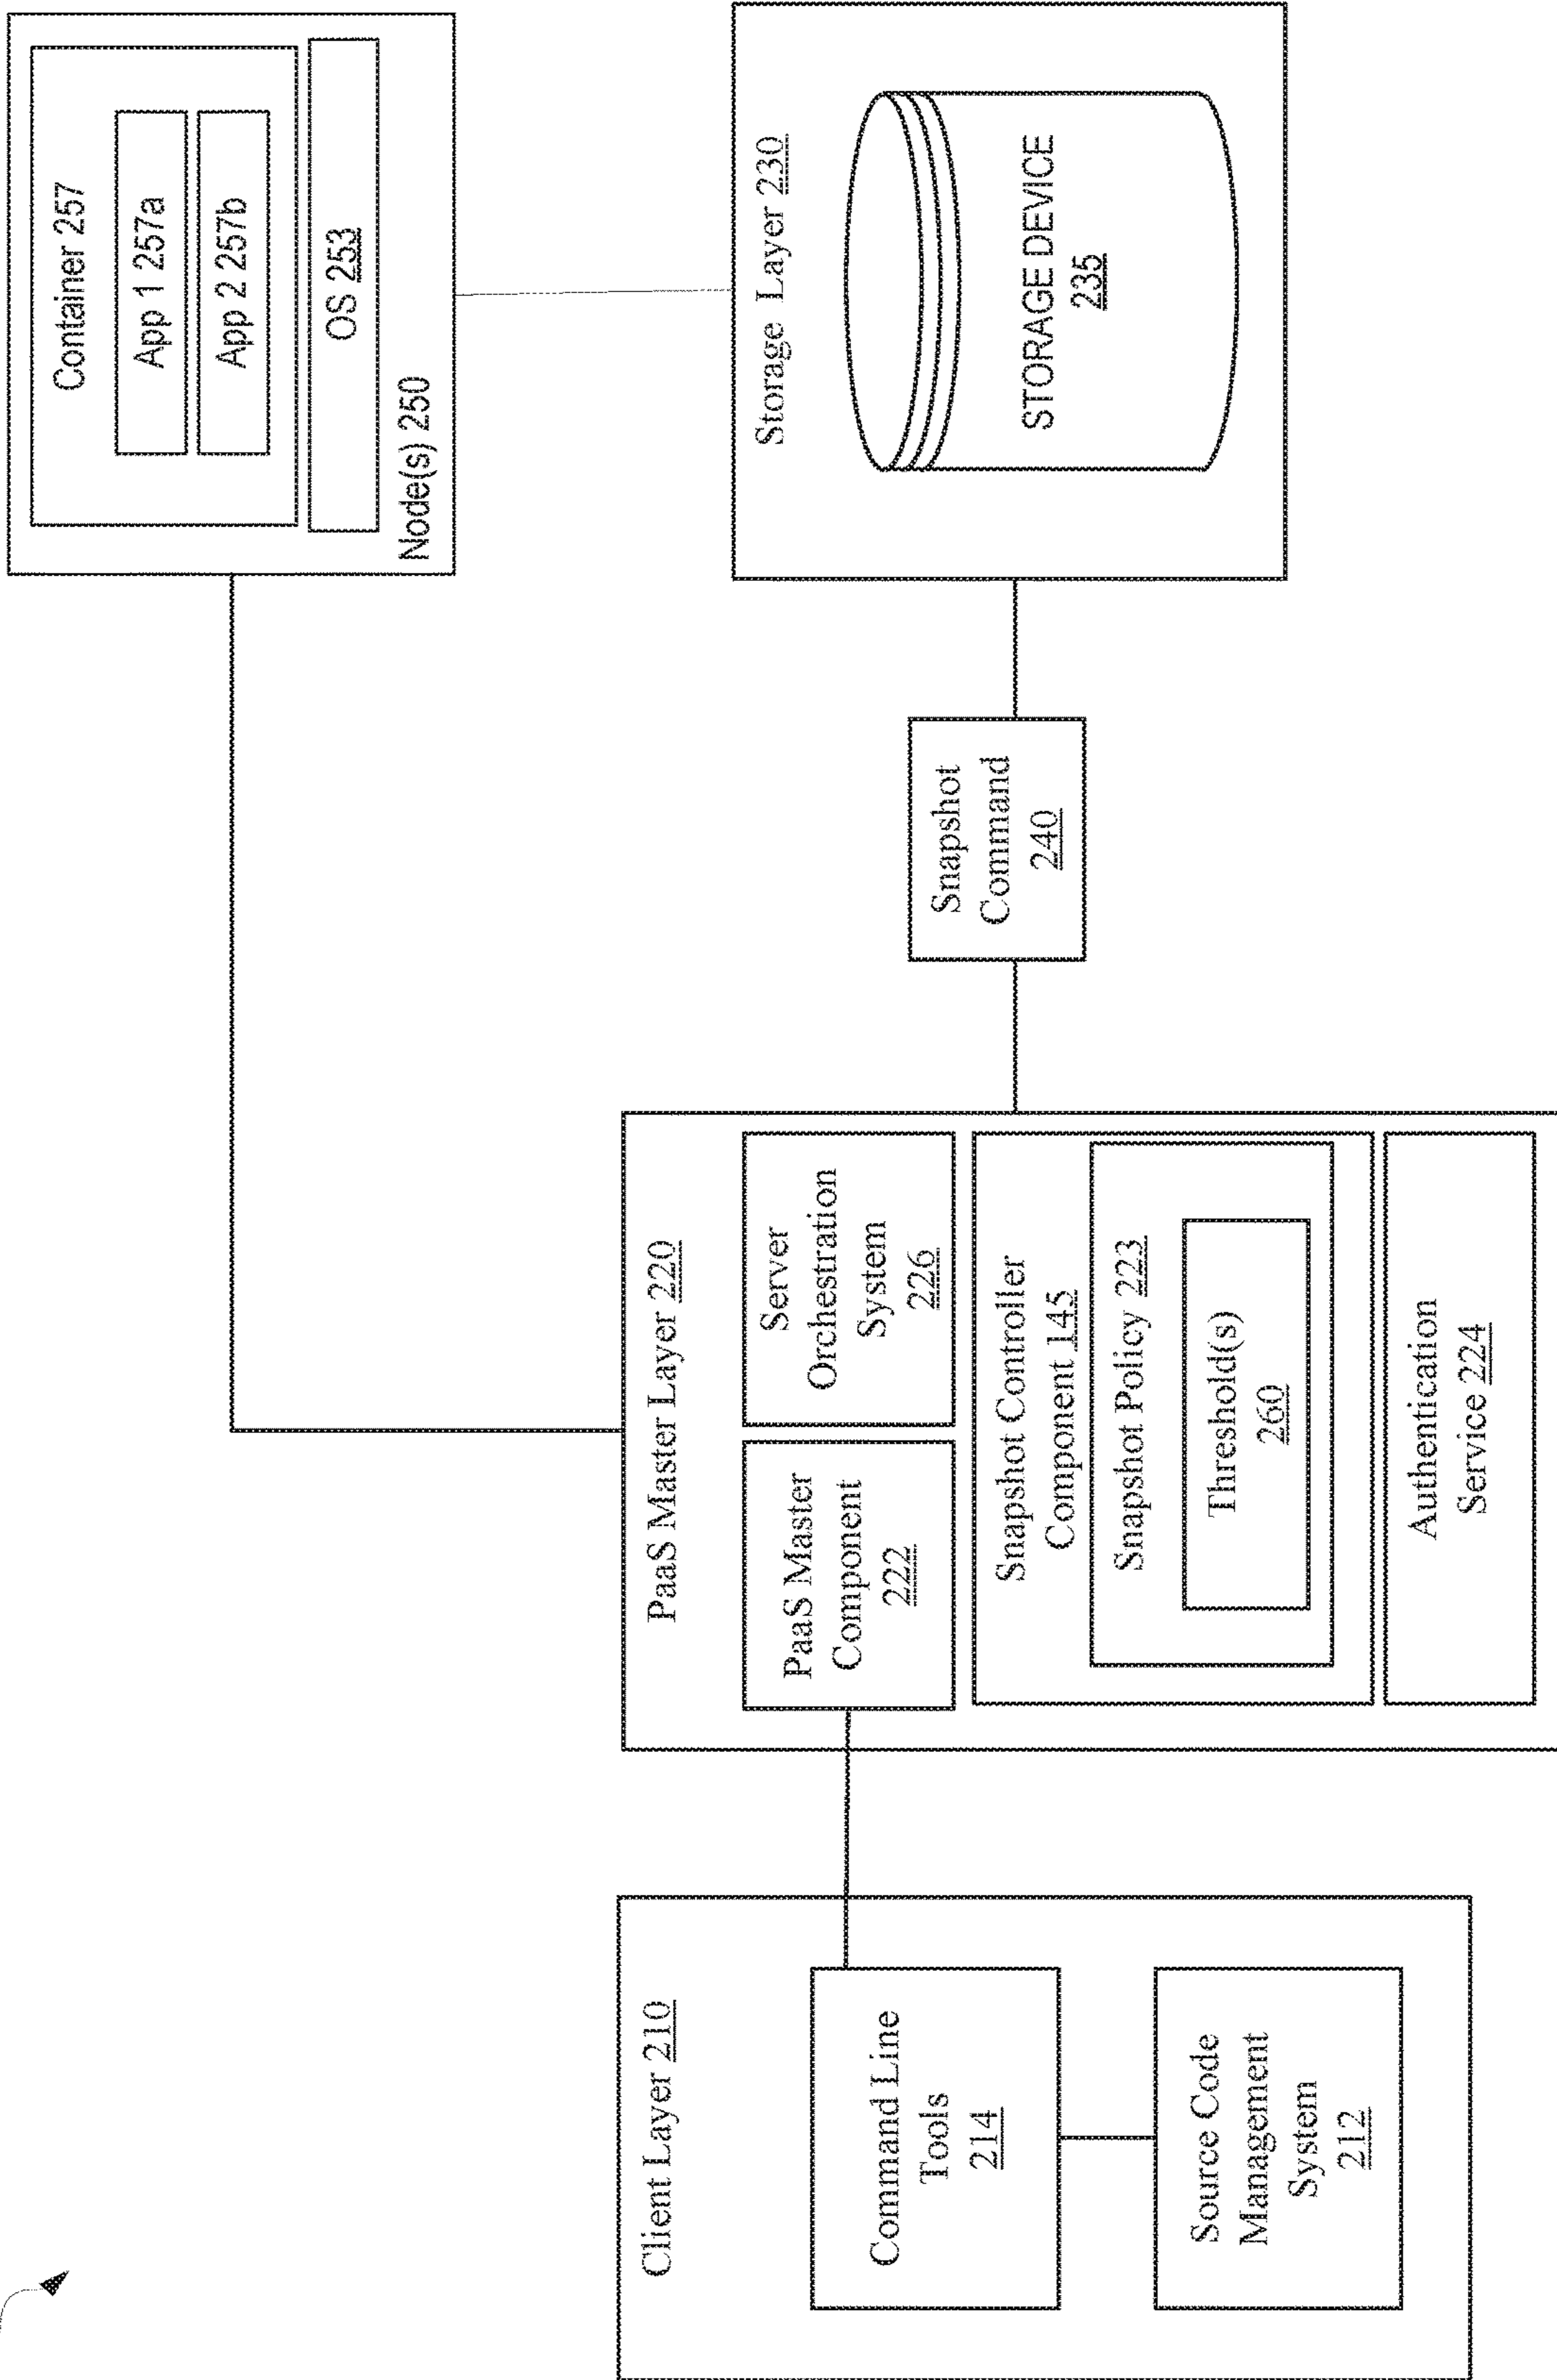 Client Layer 210
Command Line
Tools
214
Source Code
Management
System
212
PaaS Master Layer 220
PaaS Master
Component
222
Server
Orchestration
System
226
Snapshot Controller
Component 145
Snapshot Policy 223
Threshold(s)
260
Authentication
Service 224
Snapshot
Command
240
Container 257
App 1 257a
App 2 257b
OS 253
Node(s) 250
Storage Layer 230
STORAGE DEVICE
235